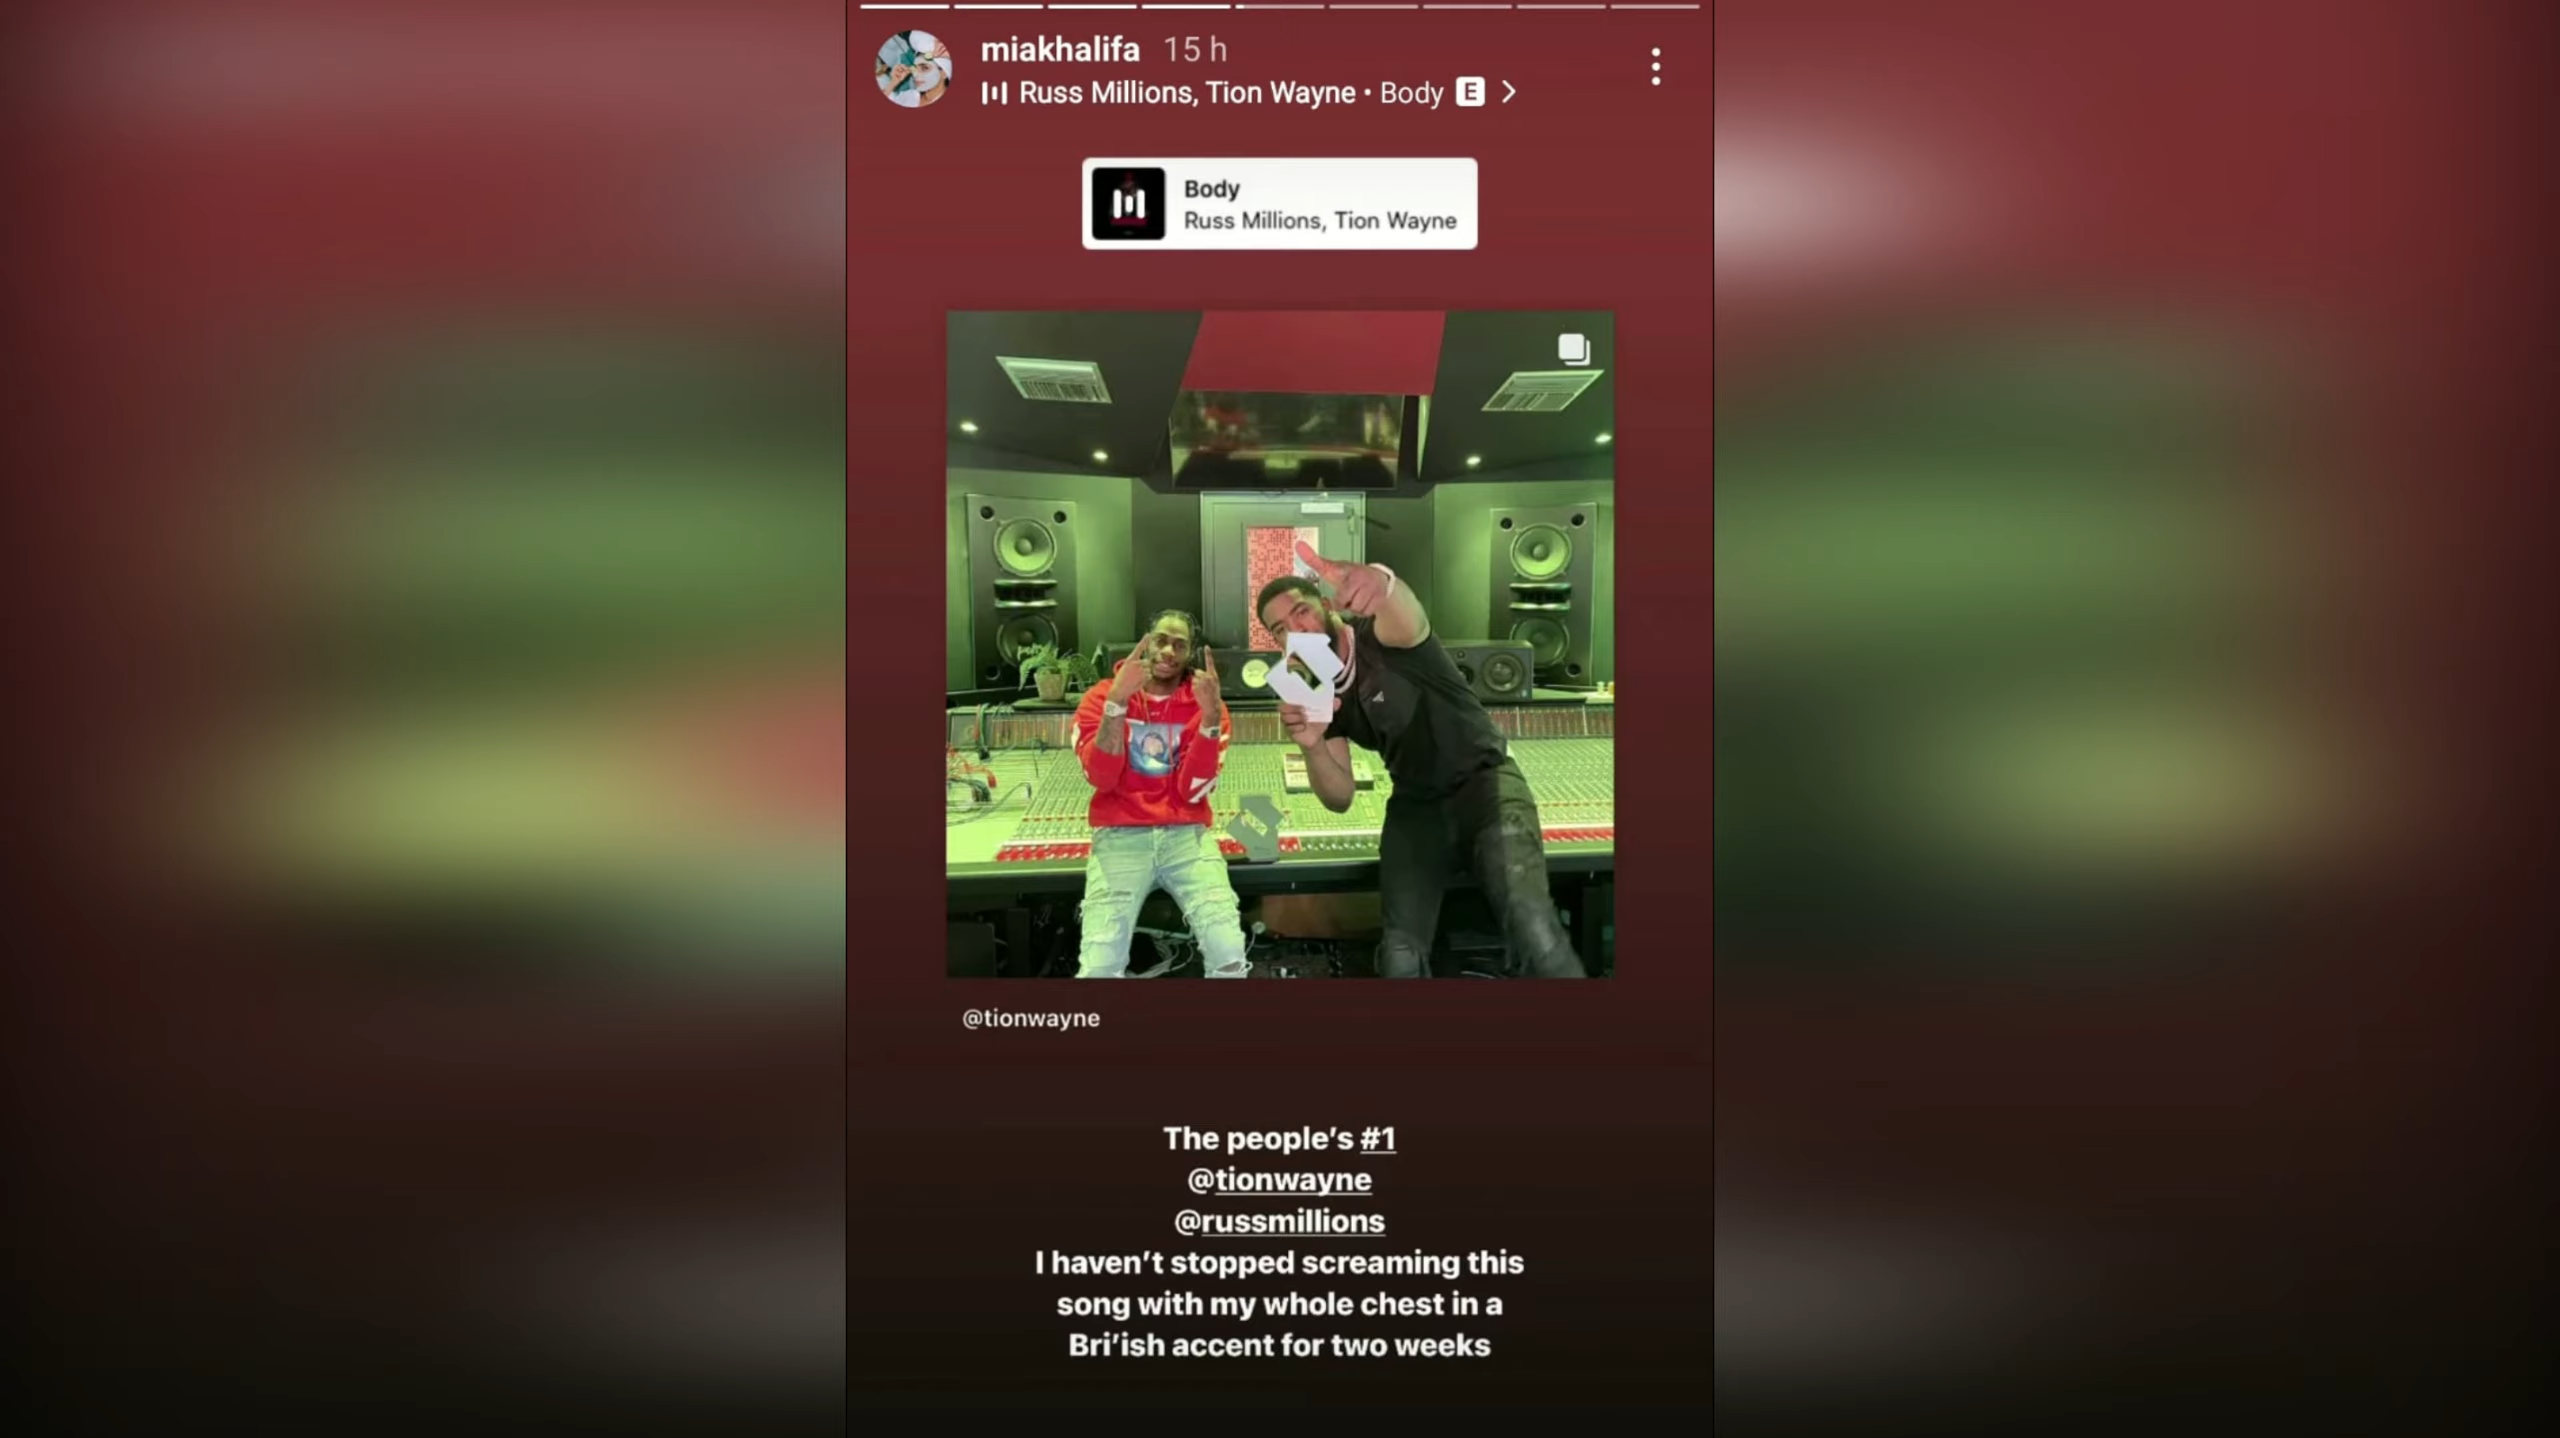 miakhalifa 15 h
Russ Millions, Tion Wayne • Body E
Body
Russ Millions, Tion Wayne
@tionwayne
The people’s #1
@tionwayne
@russmillions
I haven’t stopped screaming this
song with my whole chest in a
Bri’ish accent for two weeks